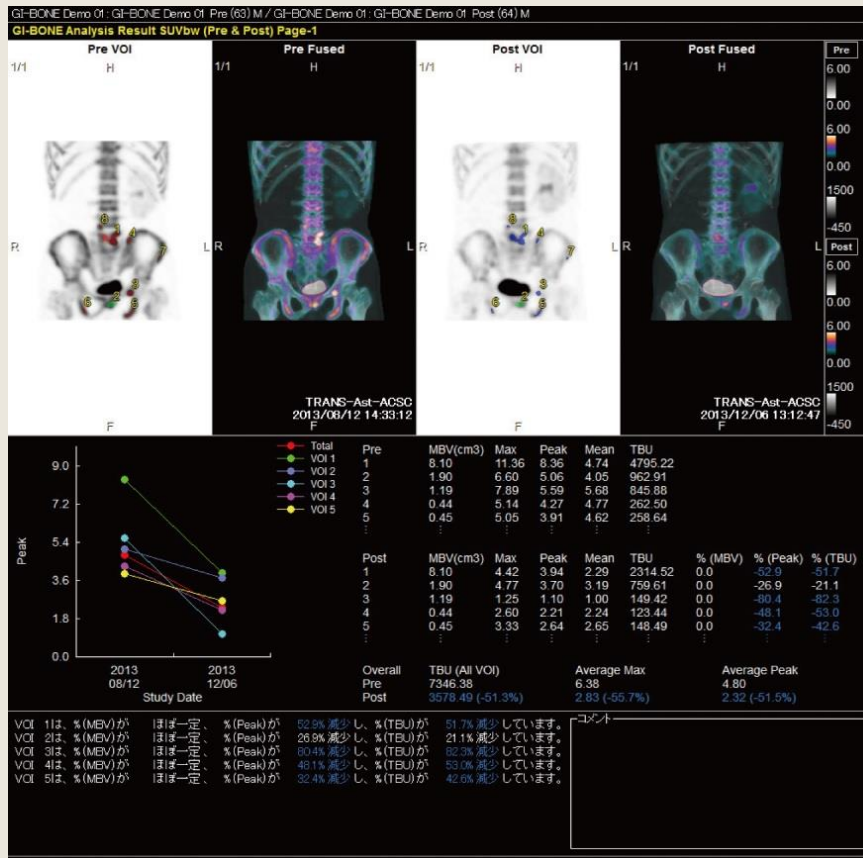 GI-BONE Demo 01 : GI-BONE Demo 01 Pre (63) M / GI-BONE Demo 01 : GI-BONE Demo 01 Post (64) M
GI-BONE Analysis Result SUVbw (Pre & Post) Page-1
Pre VOI Pre Fused Post VOI Post Fused Pre
1/1 H 1/1 H 1/1 H 1/1 H 6.00
0.00
6.00
0.00
1500
-450
8 1 4 7 3 2 6 5
8 1 4 7 3 2 6 5
R L R L R L R L
Post
6.00
0.00
6.00
0.00
1500
-450
TRANS-Ast-ACSC
2013/08/12 14:33:12
TRANS-Ast-ACSC
2013/12/06 13:12:47
F F F F
Peak
9.0
7.2
5.4
3.6
1.8
0.0
2013 08/12
2013 12/06
Study Date
Total
VOI 1
VOI 2
VOI 3
VOI 4
VOI 5
Pre MBV(cm3) Max Peak Mean TBU
1 8.10 11.36 8.36 4.74 4795.22
2 1.90 6.60 5.06 4.05 962.91
3 1.19 7.89 5.59 5.68 845.88
4 0.44 5.14 4.27 4.77 262.50
5 0.45 5.05 3.91 4.62 258.64
Post MBV(cm3) Max Peak Mean TBU % (MBV) % (Peak) % (TBU)
1 8.10 4.42 3.94 2.29 2314.52 0.0 -52.9 -51.7
2 1.90 4.77 3.70 3.19 759.61 0.0 -26.9 -21.1
3 1.19 1.25 1.10 1.00 149.42 0.0 -80.4 -82.3
4 0.44 2.60 2.21 2.24 123.44 0.0 -48.1 -53.0
5 0.45 3.33 2.64 2.65 148.49 0.0 -32.4 -42.6
Overall TBU (All VOI) Average Max Average Peak
Pre 7346.38 6.38 4.80
Post 3578.49 (-51.3%) 2.83 (-55.7%) 2.32 (-51.5%)
VOI 1は、%(MBV)が ほぼ一定、 %(Peak)が 52.9% 減少し、%(TBU)が 51.7% 減少しています。
VOI 2は、%(MBV)が ほぼ一定、 %(Peak)が 26.9% 減少し、%(TBU)が 21.1% 減少しています。
VOI 3は、%(MBV)が ほぼ一定、 %(Peak)が 80.4% 減少し、%(TBU)が 82.3% 減少しています。
VOI 4は、%(MBV)が ほぼ一定、 %(Peak)が 48.1% 減少し、%(TBU)が 53.0% 減少しています。
VOI 5は、%(MBV)が ほぼ一定、 %(Peak)が 32.4% 減少し、%(TBU)が 42.6% 減少しています。
コメント